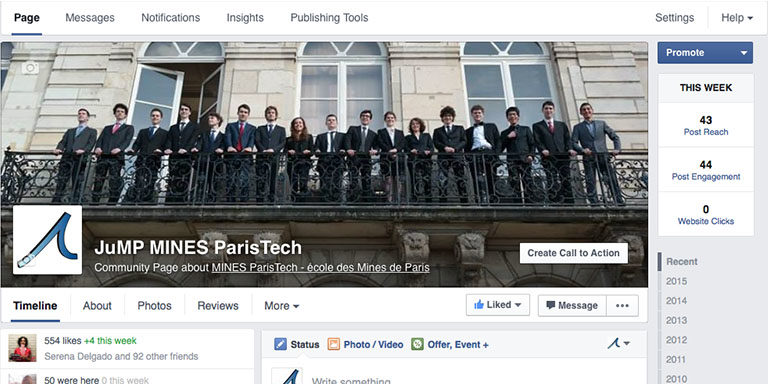 Page Messages Notifications Insights Publishing Tools Settings Help
Promote
THIS WEEK
43
Post Reach
44
Post Engagement
0
Website Clicks
JuMP MINES ParisTech
Community Page about MINES ParisTech - école des Mines de Paris
Create Call to Action
Timeline About Photos Reviews More Liked Message •••
Recent
2015
2014
2013
2012
2011
2010
554 likes +4 this week
Serena Delgado and 92 other friends
50 were here 0 this week
Status Photo / Video Offer, Event +
Write something